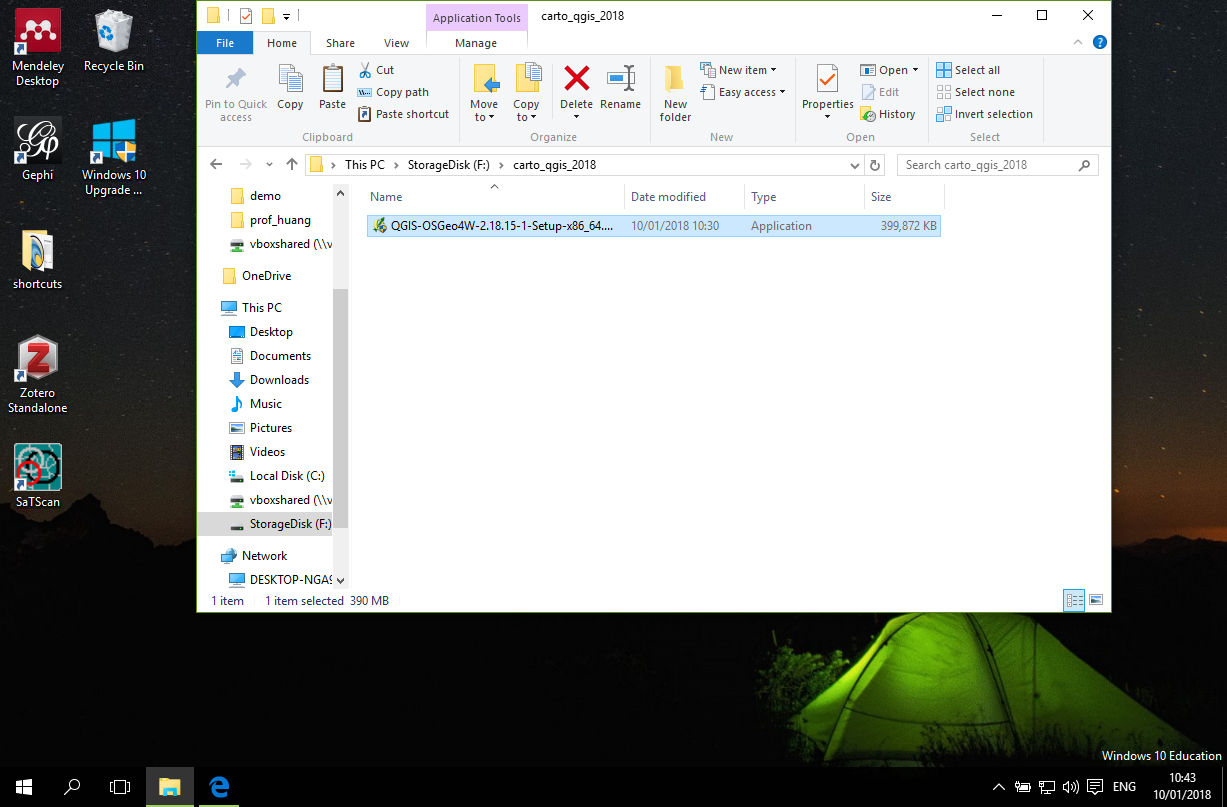 Mendeley
Desktop
Recycle Bin
Gephi
Windows 10
Upgrade ...
shortcuts
Zotero
Standalone
SaTScan
Application Tools
carto_qgis_2018
File
Home
Share
View
Manage
Pin to Quick
access
Copy
Paste
Cut
Copy path
Paste shortcut
Clipboard
Move
to
Copy
to
Delete
Rename
Organize
New
folder
New item
Easy access
New
Properties
Open
Edit
History
Open
Select all
Select none
Invert selection
Select
This PC > StorageDisk (F:) > carto_qgis_2018
Search carto_qgis_2018
demo
prof_huang
vboxshared (\\v
OneDrive
This PC
Desktop
Documents
Downloads
Music
Pictures
Videos
Local Disk (C:)
vboxshared (\\v
StorageDisk (F:)
Network
DESKTOP-NGA9
Name Date modified Type Size
QGIS-OSGeo4W-2.18.15-1-Setup-x86_64.... 10/01/2018 10:30 Application 399,872 KB
1 item 1 item selected 390 MB
Windows 10 Education
ENG
10:43
10/01/2018